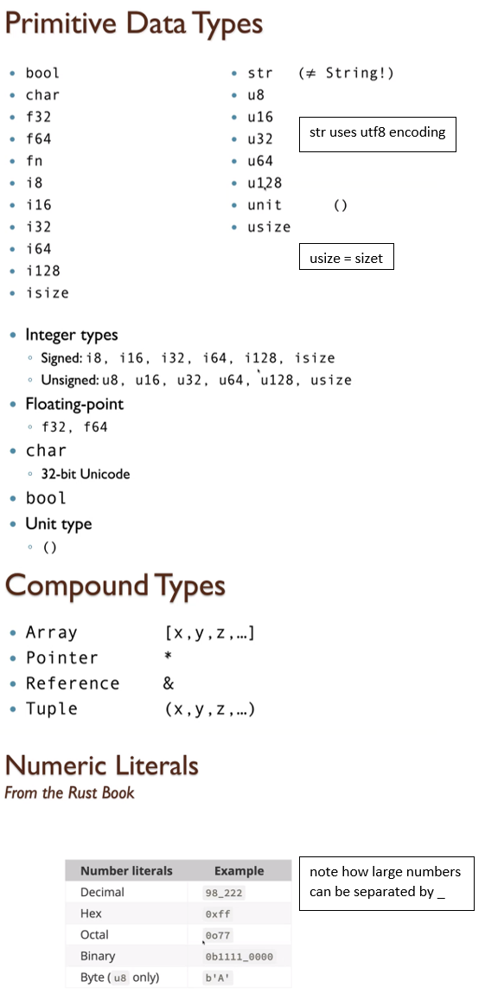 Primitive Data Types
• bool
• char
• f32
• f64
• fn
• i8
• i16
• i32
• i64
• i128
• isize
• str (≠ String!)
• u8
• u16
• u32
• u64
• u128
• unit ()
• usize
str uses utf8 encoding
usize = sizet
• Integer types
◦ Signed: i8, i16, i32, i64, i128, isize
◦ Unsigned: u8, u16, u32, u64, u128, usize
• Floating-point
◦ f32, f64
• char
◦ 32-bit Unicode
• bool
• Unit type
◦ ()
Compound Types
• Array [x,y,z,…]
• Pointer *
• Reference &
• Tuple (x,y,z,…)
Numeric Literals
From the Rust Book
Number literals Example
Decimal 98_222
Hex 0xff
Octal 0o77
Binary 0b1111_0000
Byte ( u8 only) b'A'
note how large numbers
can be separated by _